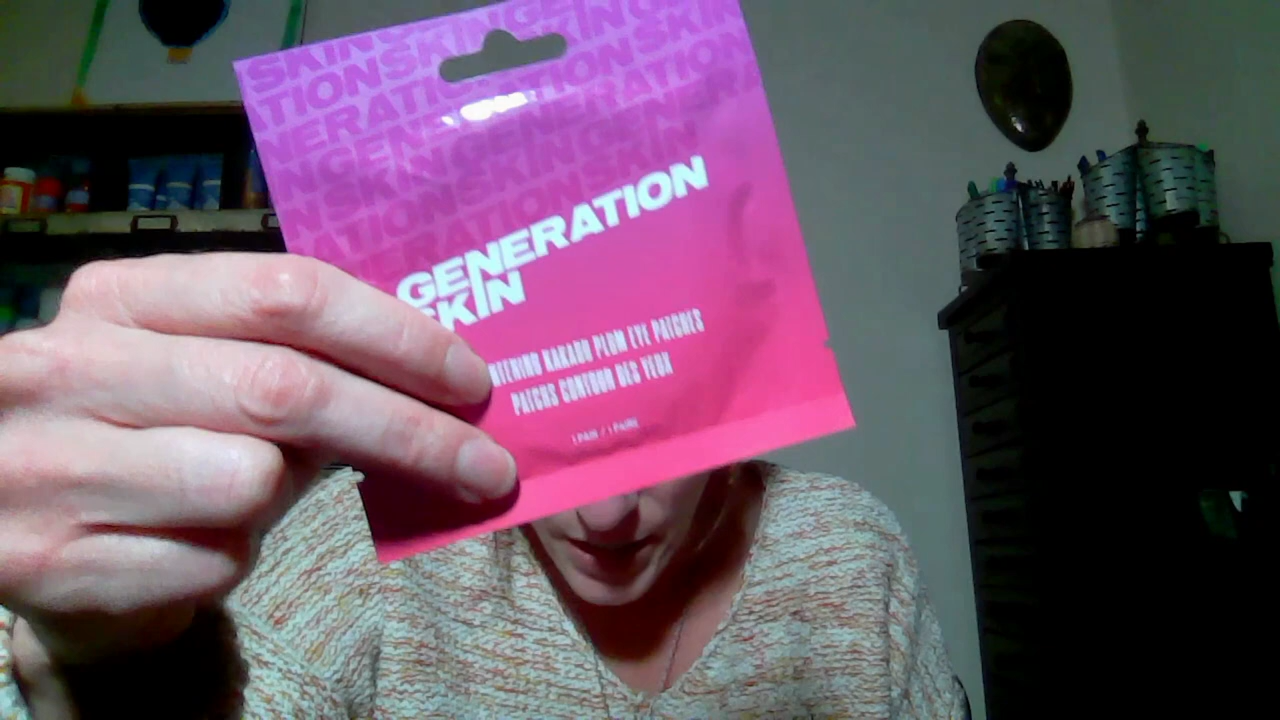 GENERATION
SKIN
KAKADU PLUM EYE PATCHES
PATCHS CONTOUR DES YEUX
1 PAIR / 1 PAIRE